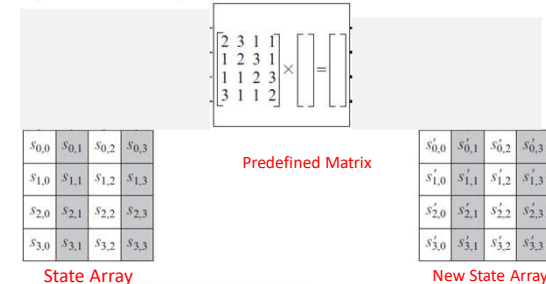 2 3 1 1
1 2 3 1
1 1 2 3
3 1 1 2
× =
Predefined Matrix
s0,0 s0,1 s0,2 s0,3
s1,0 s1,1 s1,2 s1,3
s2,0 s2,1 s2,2 s2,3
s3,0 s3,1 s3,2 s3,3
State Array
s′0,0 s′0,1 s′0,2 s′0,3
s′1,0 s′1,1 s′1,2 s′1,3
s′2,0 s′2,1 s′2,2 s′2,3
s′3,0 s′3,1 s′3,2 s′3,3
New State Array